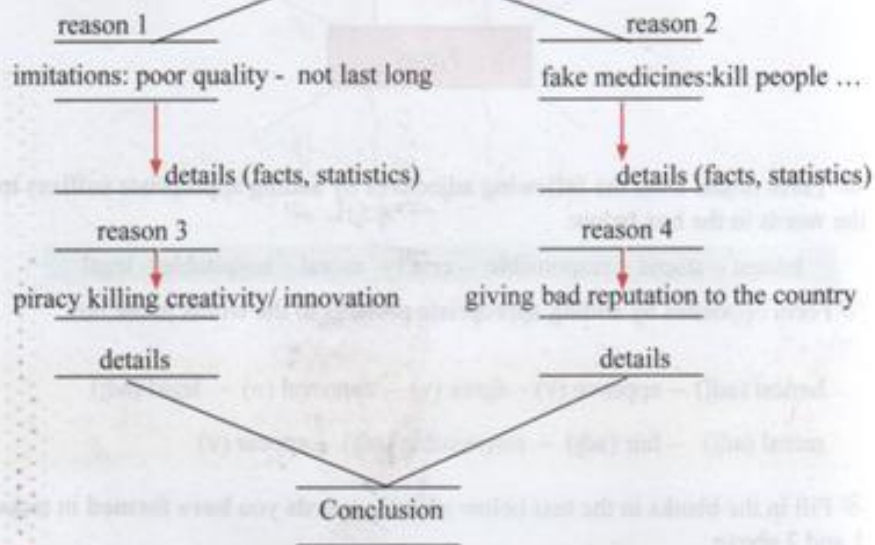 reason 1 reason 2
imitations: poor quality - not last long fake medicines:kill people ...
details (facts, statistics) details (facts, statistics)
reason 3 reason 4
piracy killing creativity/ innovation giving bad reputation to the country
details details
Conclusion